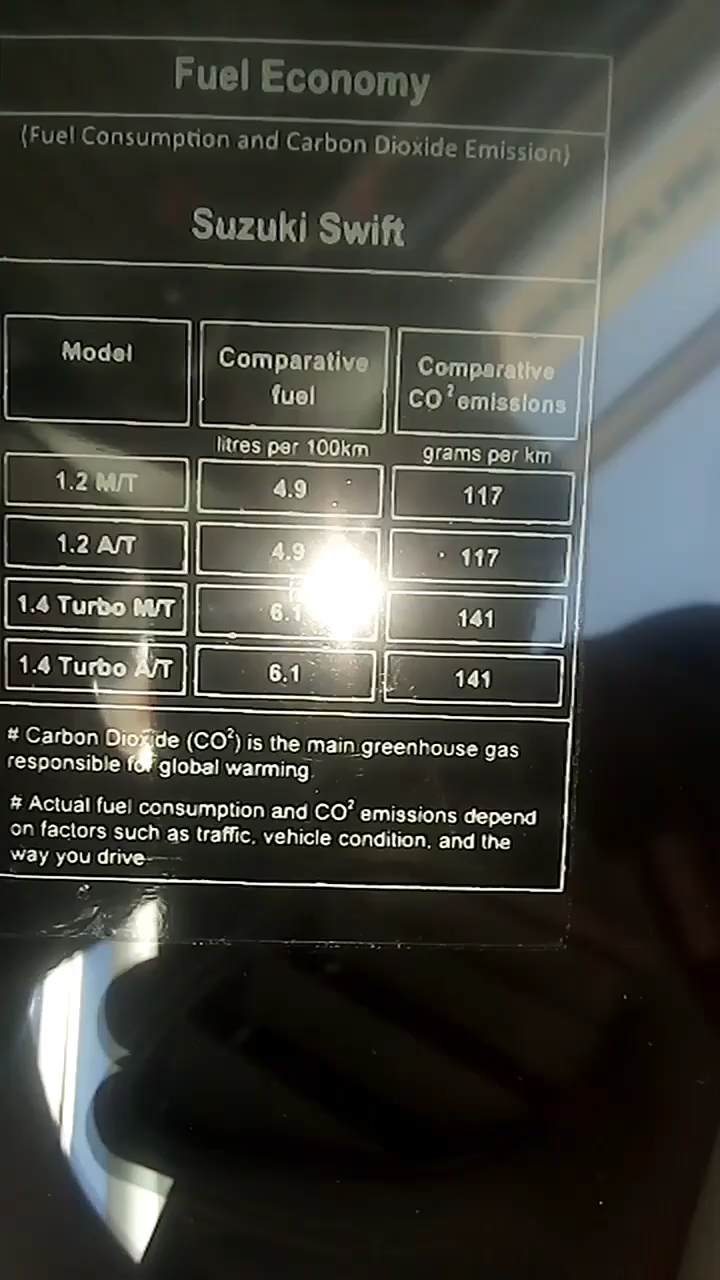 Fuel Economy
(Fuel Consumption and Carbon Dioxide Emission)
Suzuki Swift
Model
Comparative
fuel
Comparative
CO² emissions
litres per 100km
grams per km
1.2 M/T 4.9 117
1.2 A/T 4.9 117
1.4 Turbo M/T 6.1 141
1.4 Turbo A/T 6.1 141
# Carbon Dioxide (CO²) is the main greenhouse gas
responsible for global warming
# Actual fuel consumption and CO² emissions depend
on factors such as traffic, vehicle condition, and the
way you drive